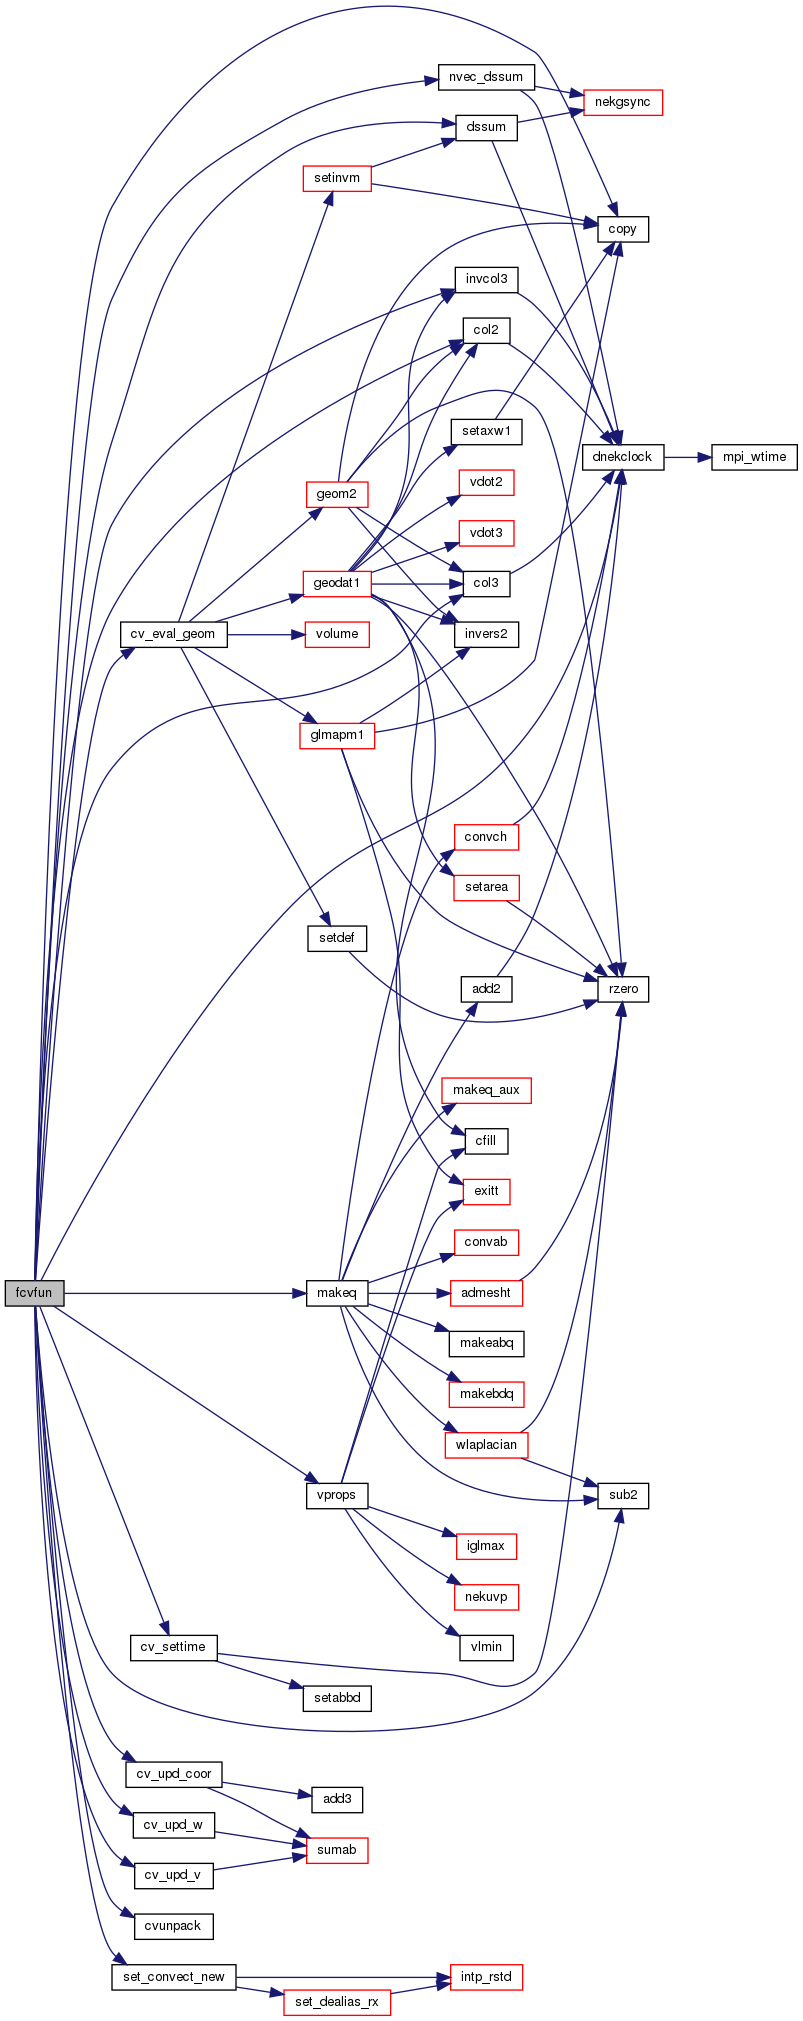 nvec_dssum
nekgsync
dssum
setinvm
copy
invcol3
col2
setaxw1
dnekclock
mpi_wtime
vdot2
geom2
vdot3
geodat1
col3
cv_eval_geom
volume
invers2
glmapm1
convch
setarea
setdef
add2
rzero
makeq_aux
cfill
exitt
convab
fcvfun
makeq
admesht
makeabq
makebdq
wlaplacian
vprops
sub2
iglmax
nekuvp
cv_settime
vlmin
setabbd
cv_upd_coor
add3
cv_upd_w
sumab
cv_upd_v
cvunpack
set_convect_new
intp_rstd
set_dealias_rx